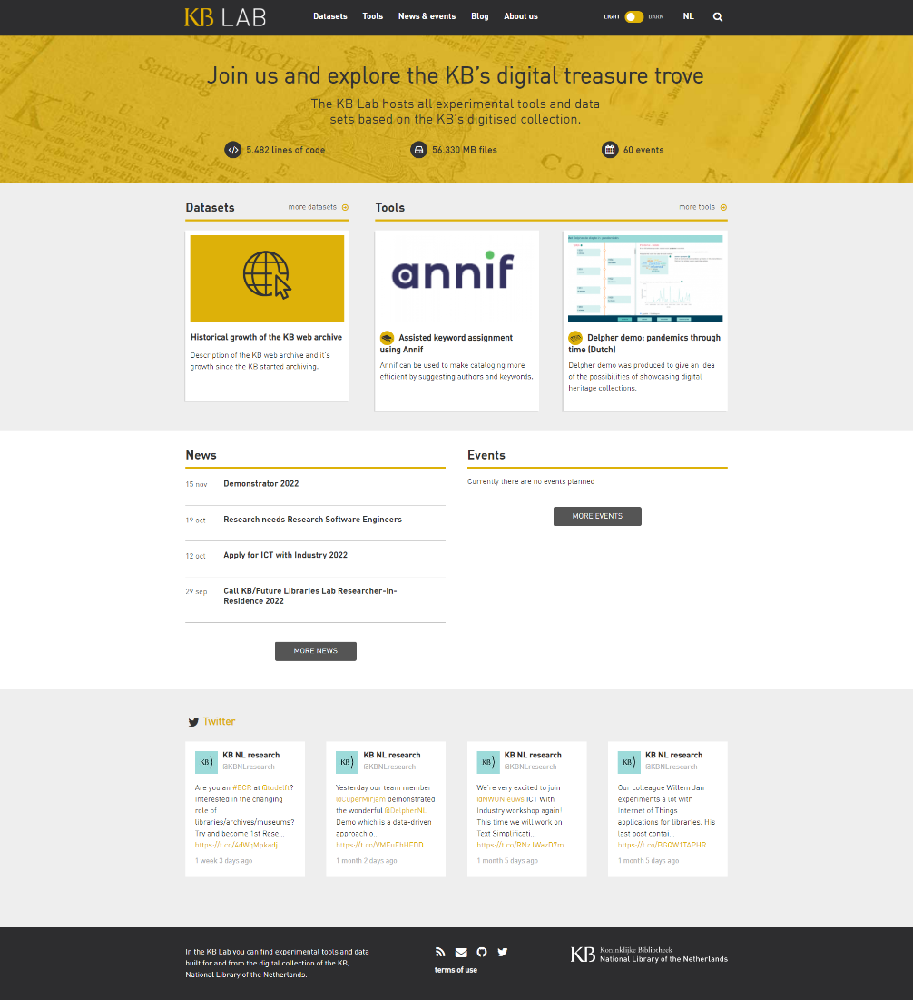 KB LAB
Datasets Tools News & events Blog About us
LIGHT DARK NL
Join us and explore the KB's digital treasure trove
The KB Lab hosts all experimental tools and data
sets based on the KB's digitised collection.
5.482 lines of code
56.330 MB files
60 events
Datasets
more datasets
Historical growth of the KB web archive
Description of the KB web archive and it's
growth since the KB started archiving.
Tools
more tools
annif
Assisted keyword assignment
using Annif
Annif can be used to make cataloging more
efficient by suggesting authors and keywords.
Delpher demo: pandemics through
time (Dutch)
Delpher demo was produced to give an idea
of the possibilities of showcasing digital
heritage collections.
News
15 nov Demonstrator 2022
19 oct Research needs Research Software Engineers
12 oct Apply for ICT with Industry 2022
29 sep Call KB/Future Libraries Lab Researcher-in-
Residence 2022
MORE NEWS
Events
Currently there are no events planned
MORE EVENTS
Twitter
KB NL research
@KBNLresearch
Are you an #ECR at @tudelft?
Interested in the changing
role of
libraries/archives/museums?
Try and become 1st Rese...
https://t.co/4dWqMpkadj
1 week 3 days ago
KB NL research
@KBNLresearch
Yesterday our team member
@CuperMirjam demonstrated
the wonderful @DelpherNL
Demo which is a data-driven
approach o...
https://t.co/VMEuEhHFDD
1 month 2 days ago
KB NL research
@KBNLresearch
We're very excited to join
@NWONieuws ICT With
Industry workshop again!
This time we will work on
Text Simplificati...
https://t.co/RNzJWazD7m
1 month 5 days ago
KB NL research
@KBNLresearch
Our colleague Willem Jan
experiments a lot with
Internet of Things
applications for libraries. His
last post contai...
https://t.co/BGQW1TAPHR
1 month 5 days ago
In the KB Lab you can find experimental tools and data
built for and from the digital collection of the KB,
National Library of the Netherlands.
terms of use
KB Koninklijke Bibliotheek
National Library of the Netherlands